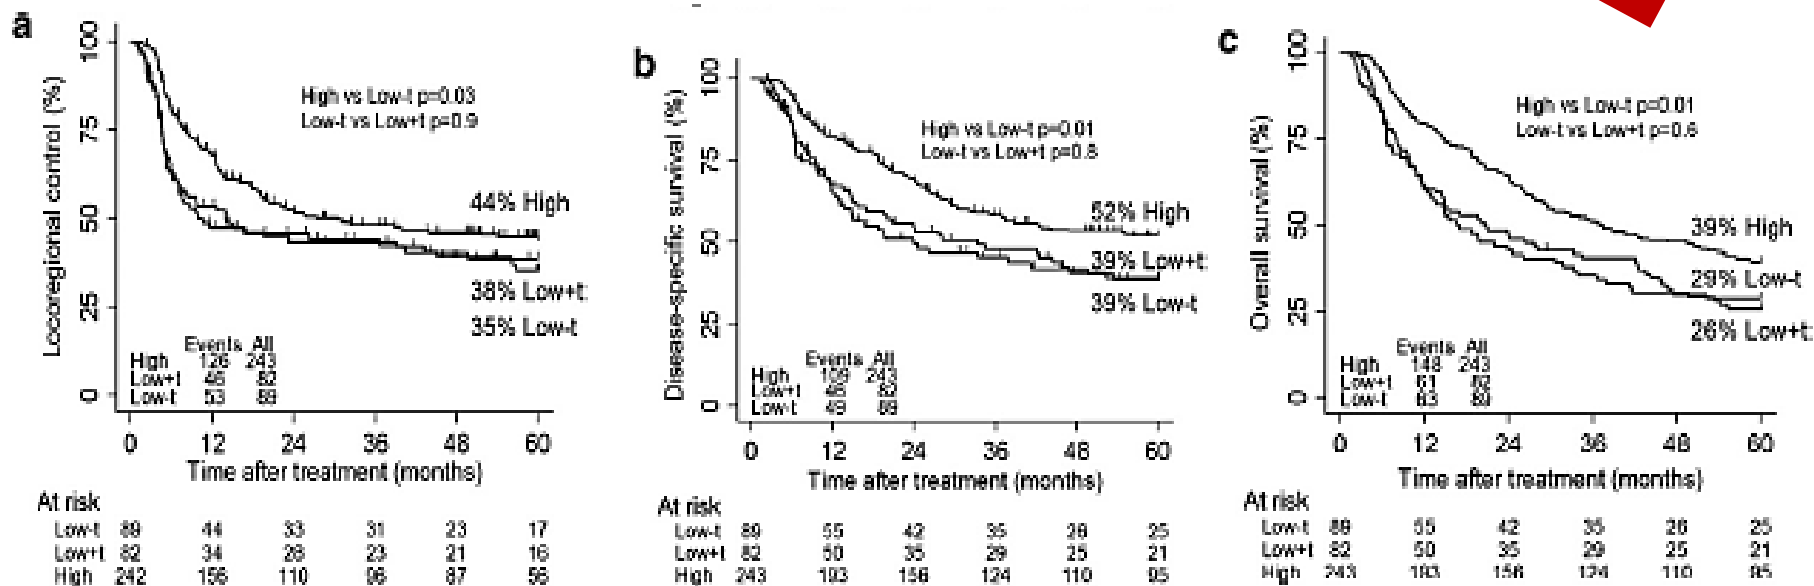 a
Locoregional control (%)
100
75
50
25
0
High vs Low-t p=0.03
Low-t vs Low+t p=0.9
44% High
38% Low+t
35% Low-t
Events All
High 126 243
Low+t
Low-t 53 89
0 12 24 36 48 60
Time after treatment (months)
At risk
Low-t 89 44 33 31 23 17
Low+t 82 34 28 23 21 16
High 242 156 110 96 87 56
b
Disease-specific survival (%)
100
75
50
25
0
High vs Low-t p=0.01
Low-t vs Low+t p=0.8
52% High
39% Low+t
39% Low-t
Events All
High 109 243
Low+t
Low-t 49 89
0 12 24 36 48 60
Time after treatment (months)
At risk
Low-t 89 55 42 35 28 25
Low+t 82 50 35 29 25 21
High 243 193 156 124 110 95
c
Overall survival (%)
100
75
50
25
0
High vs Low-t p=0.01
Low-t vs Low+t p=0.6
39% High
29% Low-t
26% Low+t
Events All
High 148 243
Low+t 61 82
Low-t 63 89
0 12 24 36 48 60
Time after treatment (months)
At risk
Low-t 89 55 42 35 28 25
Low+t 82 50 35 29 25 21
High 243 193 156 124 110 95